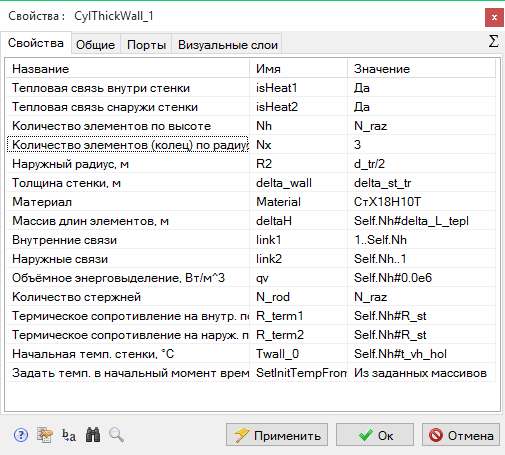 Свойства : CylThickWall_1
Свойства Общие Порты Визуальные слои Σ
Название Имя Значение
Тепловая связь внутри стенки isHeat1 Да
Тепловая связь снаружи стенки isHeat2 Да
Количество элементов по высоте Nh N_raz
Количество элементов (колец) по радиу Nx 3
Наружный радиус, м R2 d_tr/2
Толщина стенки, м delta_wall delta_st_tr
Материал Material СтХ18Н10Т
Массив длин элементов, м deltaH Self.Nh#delta_L_tepl
Внутренние связи link1 1..Self.Nh
Наружные связи link2 Self.Nh..1
Объёмное энерговыделение, Вт/м^3 qv Self.Nh#0.0e6
Количество стержней N_rod N_raz
Термическое сопротивление на внутр. по R_term1 Self.Nh#R_st
Термическое сопротивление на наруж. п R_term2 Self.Nh#R_st
Начальная темп. стенки, °C Twall_0 Self.Nh#t_vh_hol
Задать темп. в начальный момент врем SetInitTempFrom Из заданных массивов
Применить Ок Отмена